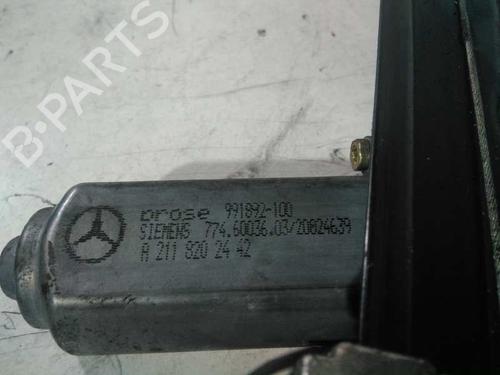 B-PARTS
brose 991892-100
SIEMENS 774.60036.03/20824639
A 211 820 24 42